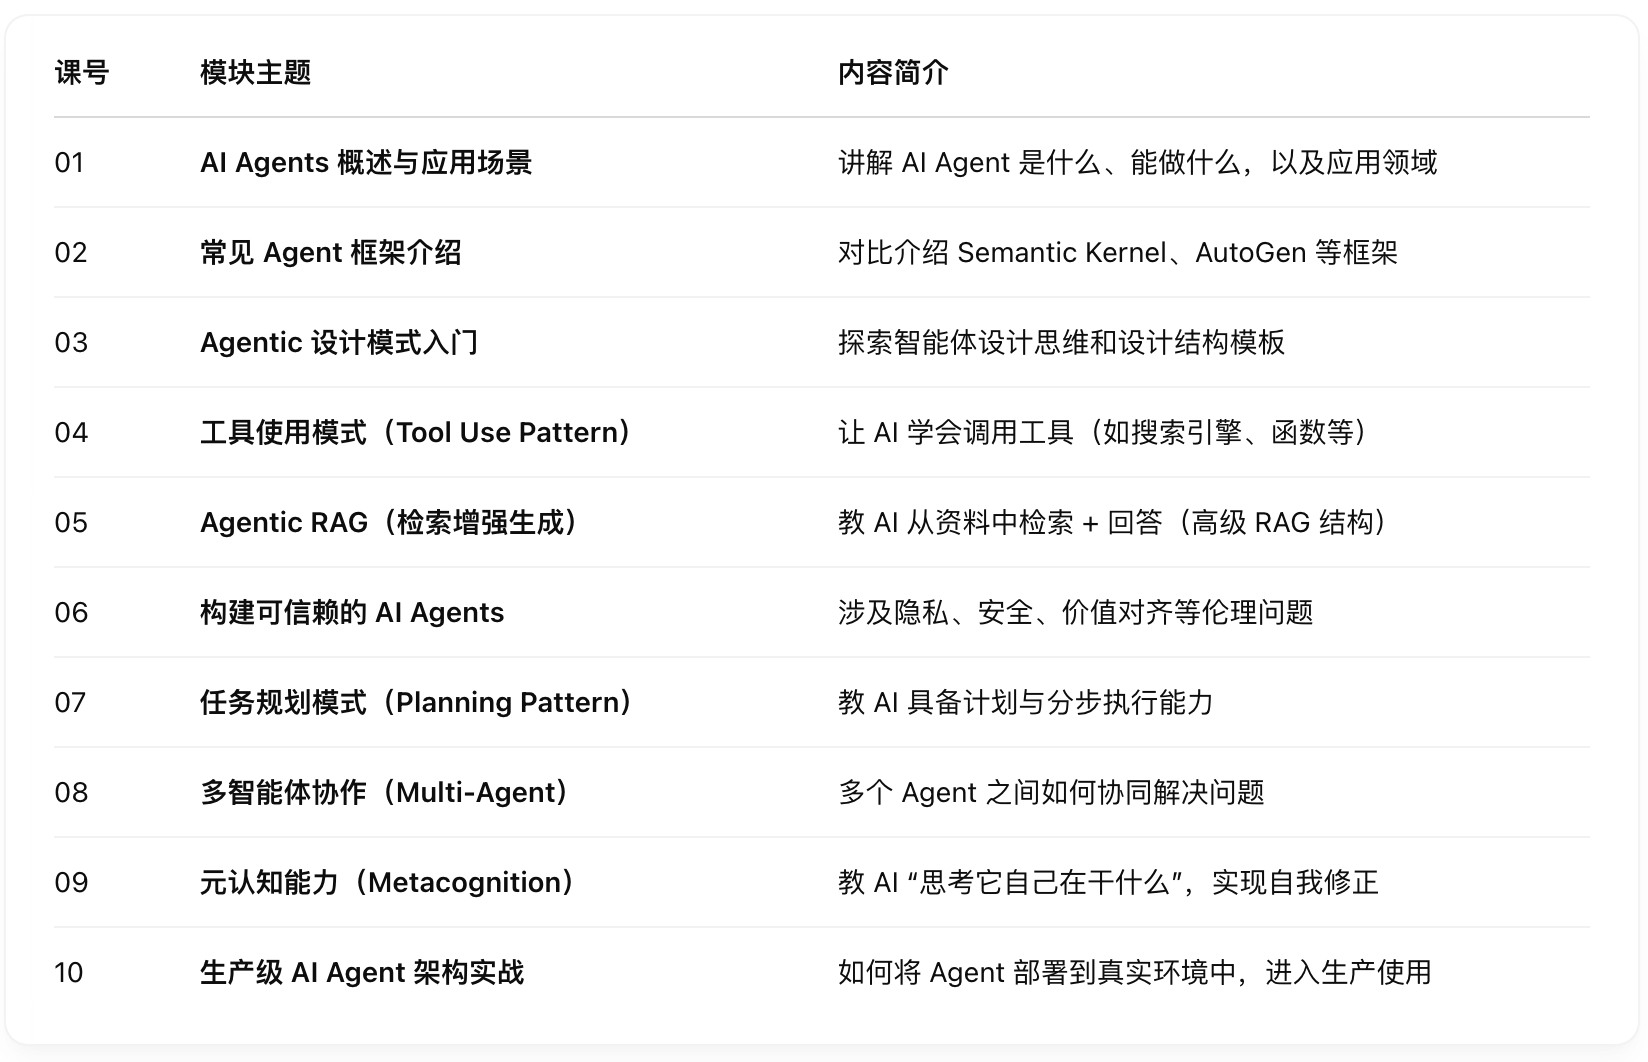 课号 模块主题 内容简介
01 AI Agents 概述与应用场景 讲解 AI Agent 是什么、能做什么，以及应用领域
02 常见 Agent 框架介绍 对比介绍 Semantic Kernel、AutoGen 等框架
03 Agentic 设计模式入门 探索智能体设计思维和设计结构模板
04 工具使用模式（Tool Use Pattern） 让 AI 学会调用工具（如搜索引擎、函数等）
05 Agentic RAG（检索增强生成） 教 AI 从资料中检索 + 回答（高级 RAG 结构）
06 构建可信赖的 AI Agents 涉及隐私、安全、价值对齐等伦理问题
07 任务规划模式（Planning Pattern） 教 AI 具备计划与分步执行能力
08 多智能体协作（Multi-Agent） 多个 Agent 之间如何协同解决问题
09 元认知能力（Metacognition） 教 AI “思考它自己在干什么”，实现自我修正
10 生产级 AI Agent 架构实战 如何将 Agent 部署到真实环境中，进入生产使用